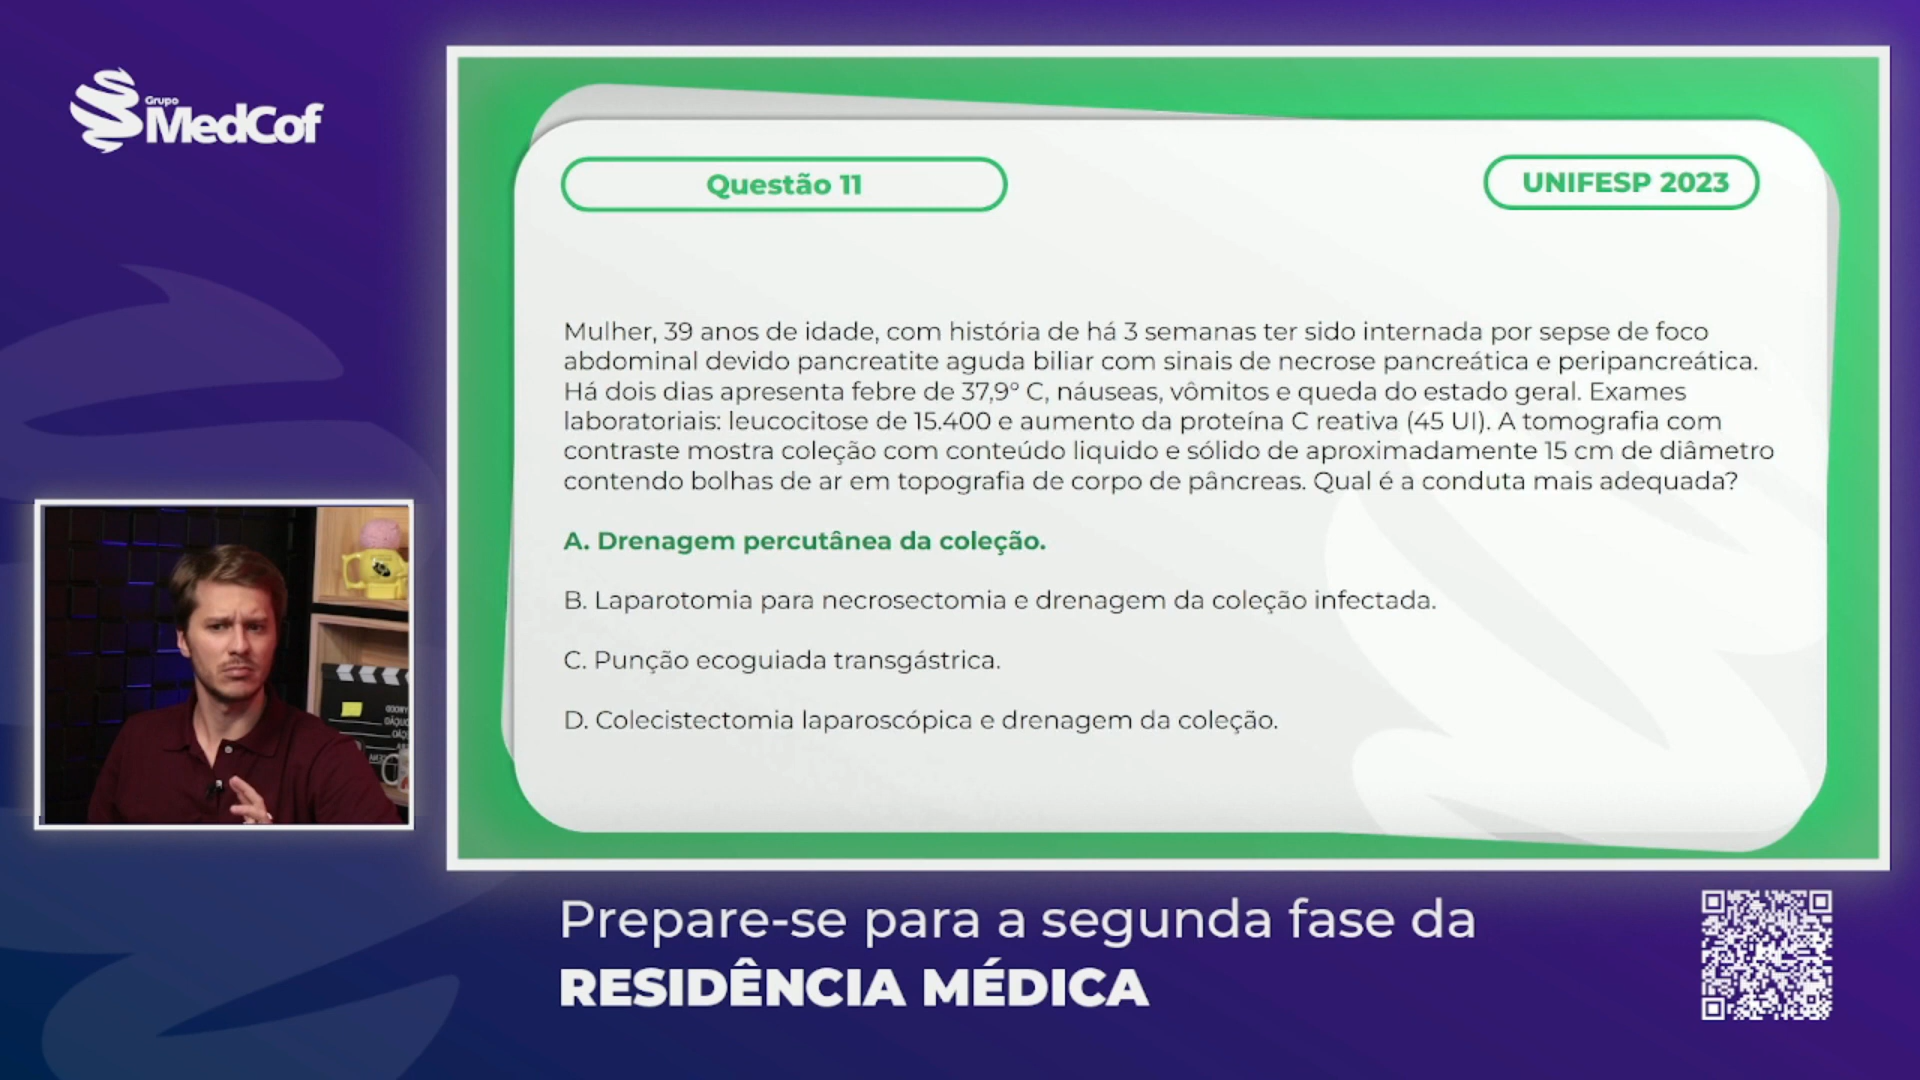 Grupo
MedCof
Questão 11
UNIFESP 2023
Mulher, 39 anos de idade, com história de há 3 semanas ter sido internada por sepse de foco
abdominal devido pancreatite aguda biliar com sinais de necrose pancreática e peripancreática.
Há dois dias apresenta febre de 37,9° C, náuseas, vômitos e queda do estado geral. Exames
laboratoriais: leucocitose de 15.400 e aumento da proteína C reativa (45 UI). A tomografia com
contraste mostra coleção com conteúdo liquido e sólido de aproximadamente 15 cm de diâmetro
contendo bolhas de ar em topografia de corpo de pâncreas. Qual é a conduta mais adequada?
A. Drenagem percutânea da coleção.
B. Laparotomia para necrosectomia e drenagem da coleção infectada.
C. Punção ecoguiada transgástrica.
D. Colecistectomia laparoscópica e drenagem da coleção.
Prepare-se para a segunda fase da
RESIDÊNCIA MÉDICA